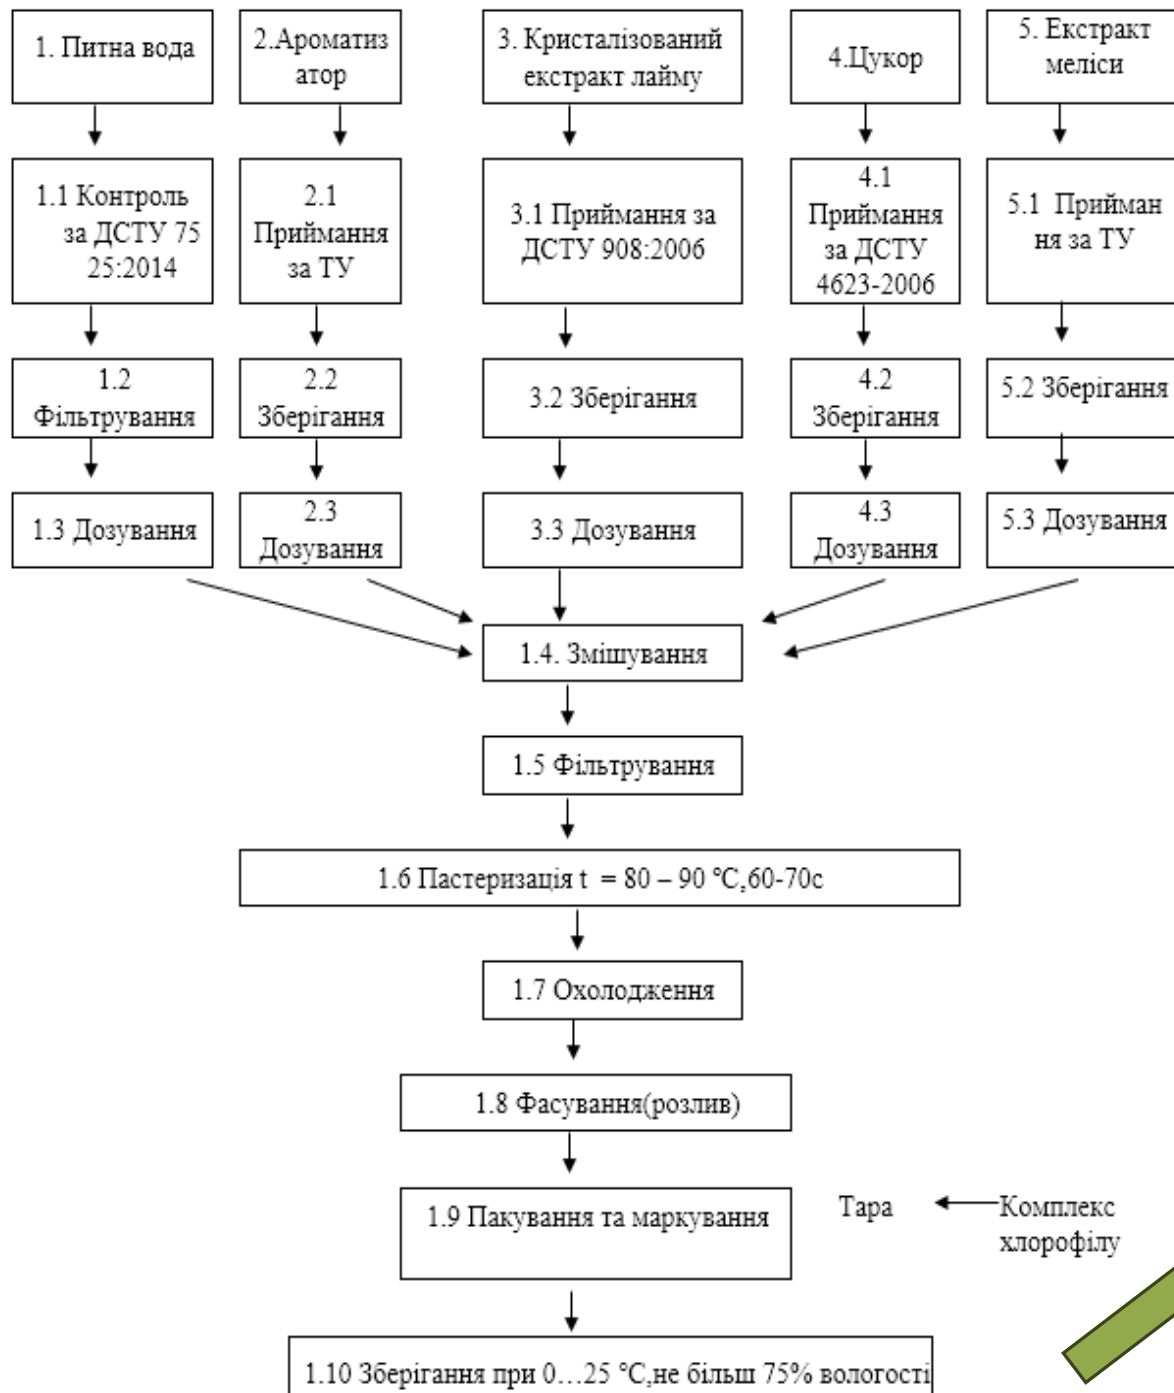 1. Питна вода
2.Ароматиз
атор
3. Кристалізований
екстракт лайму
4.Цукор
5. Екстракт
меліси
1.1 Контроль
за ДСТУ 75
25:2014
2.1
Приймання
за ТУ
3.1 Приймання за
ДСТУ 908:2006
4.1
Приймання
за ДСТУ
4623-2006
5.1 Прийман
ня за ТУ
1.2
Фільтрування
2.2
Зберігання
3.2 Зберігання
4.2
Зберігання
5.2 Зберігання
1.3 Дозування
2.3
Дозування
3.3 Дозування
4.3
Дозування
5.3 Дозування
1.4. Змішування
1.5 Фільтрування
1.6 Пастеризація t = 80 – 90 °C,60-70с
1.7 Охолодження
1.8 Фасування(розлив)
1.9 Пакування та маркування
Тара
Комплекс
хлорофілу
1.10 Зберігання при 0…25 °C,не більш 75% вологості